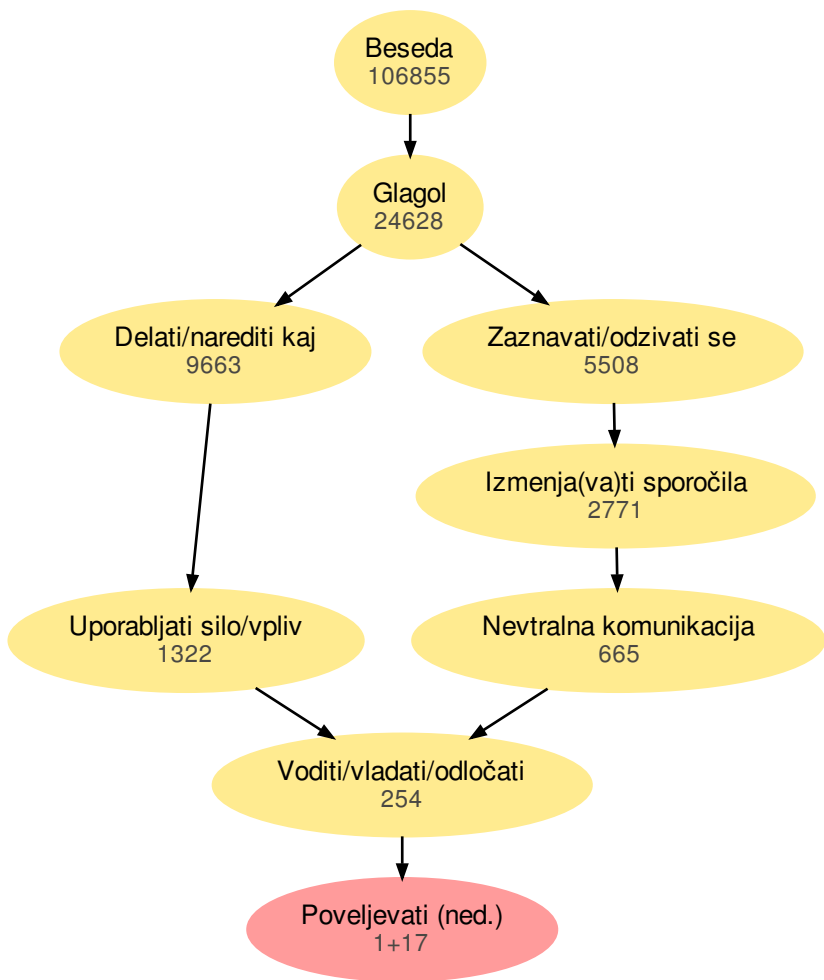 Beseda
106855
Glagol
24628
Delati/narediti kaj
9663
Zaznavati/odzivati se
5508
Izmenja(va)ti sporočila
2771
Uporabljati silo/vpliv
1322
Nevtralna komunikacija
665
Voditi/vladati/odločati
254
Poveljevati (ned.)
1+17